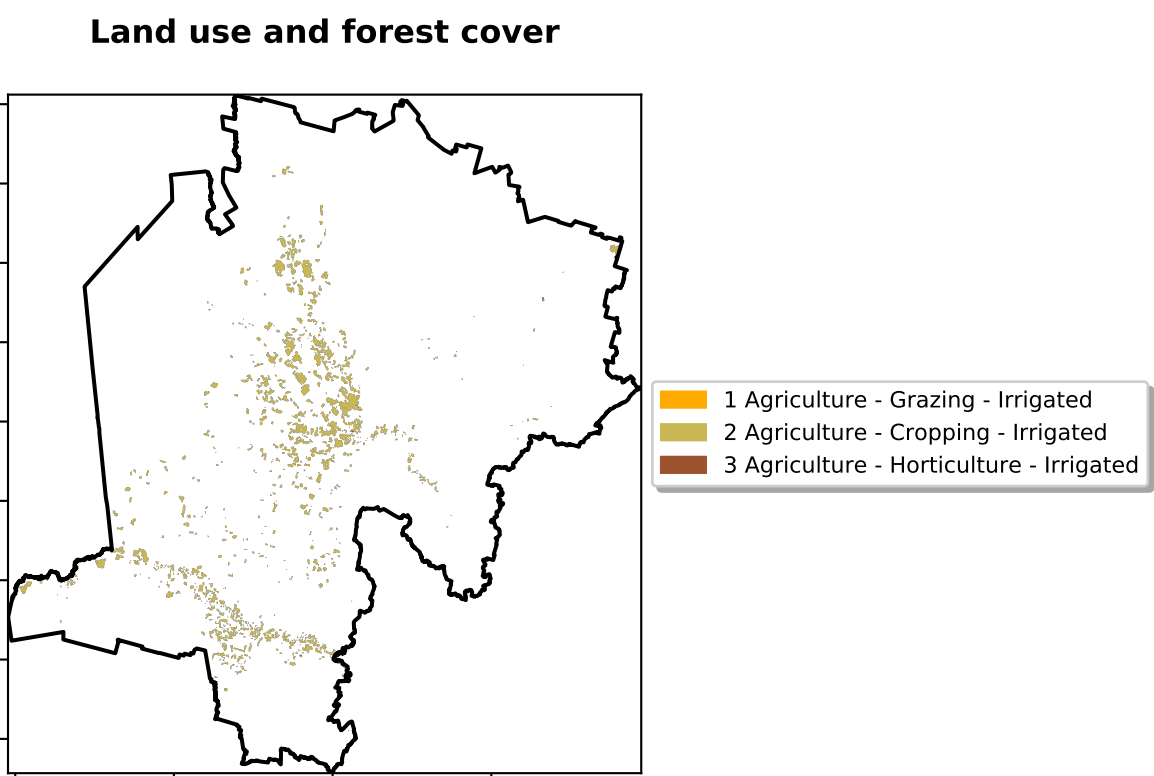 Land use and forest cover
1 Agriculture - Grazing - Irrigated
2 Agriculture - Cropping - Irrigated
3 Agriculture - Horticulture - Irrigated